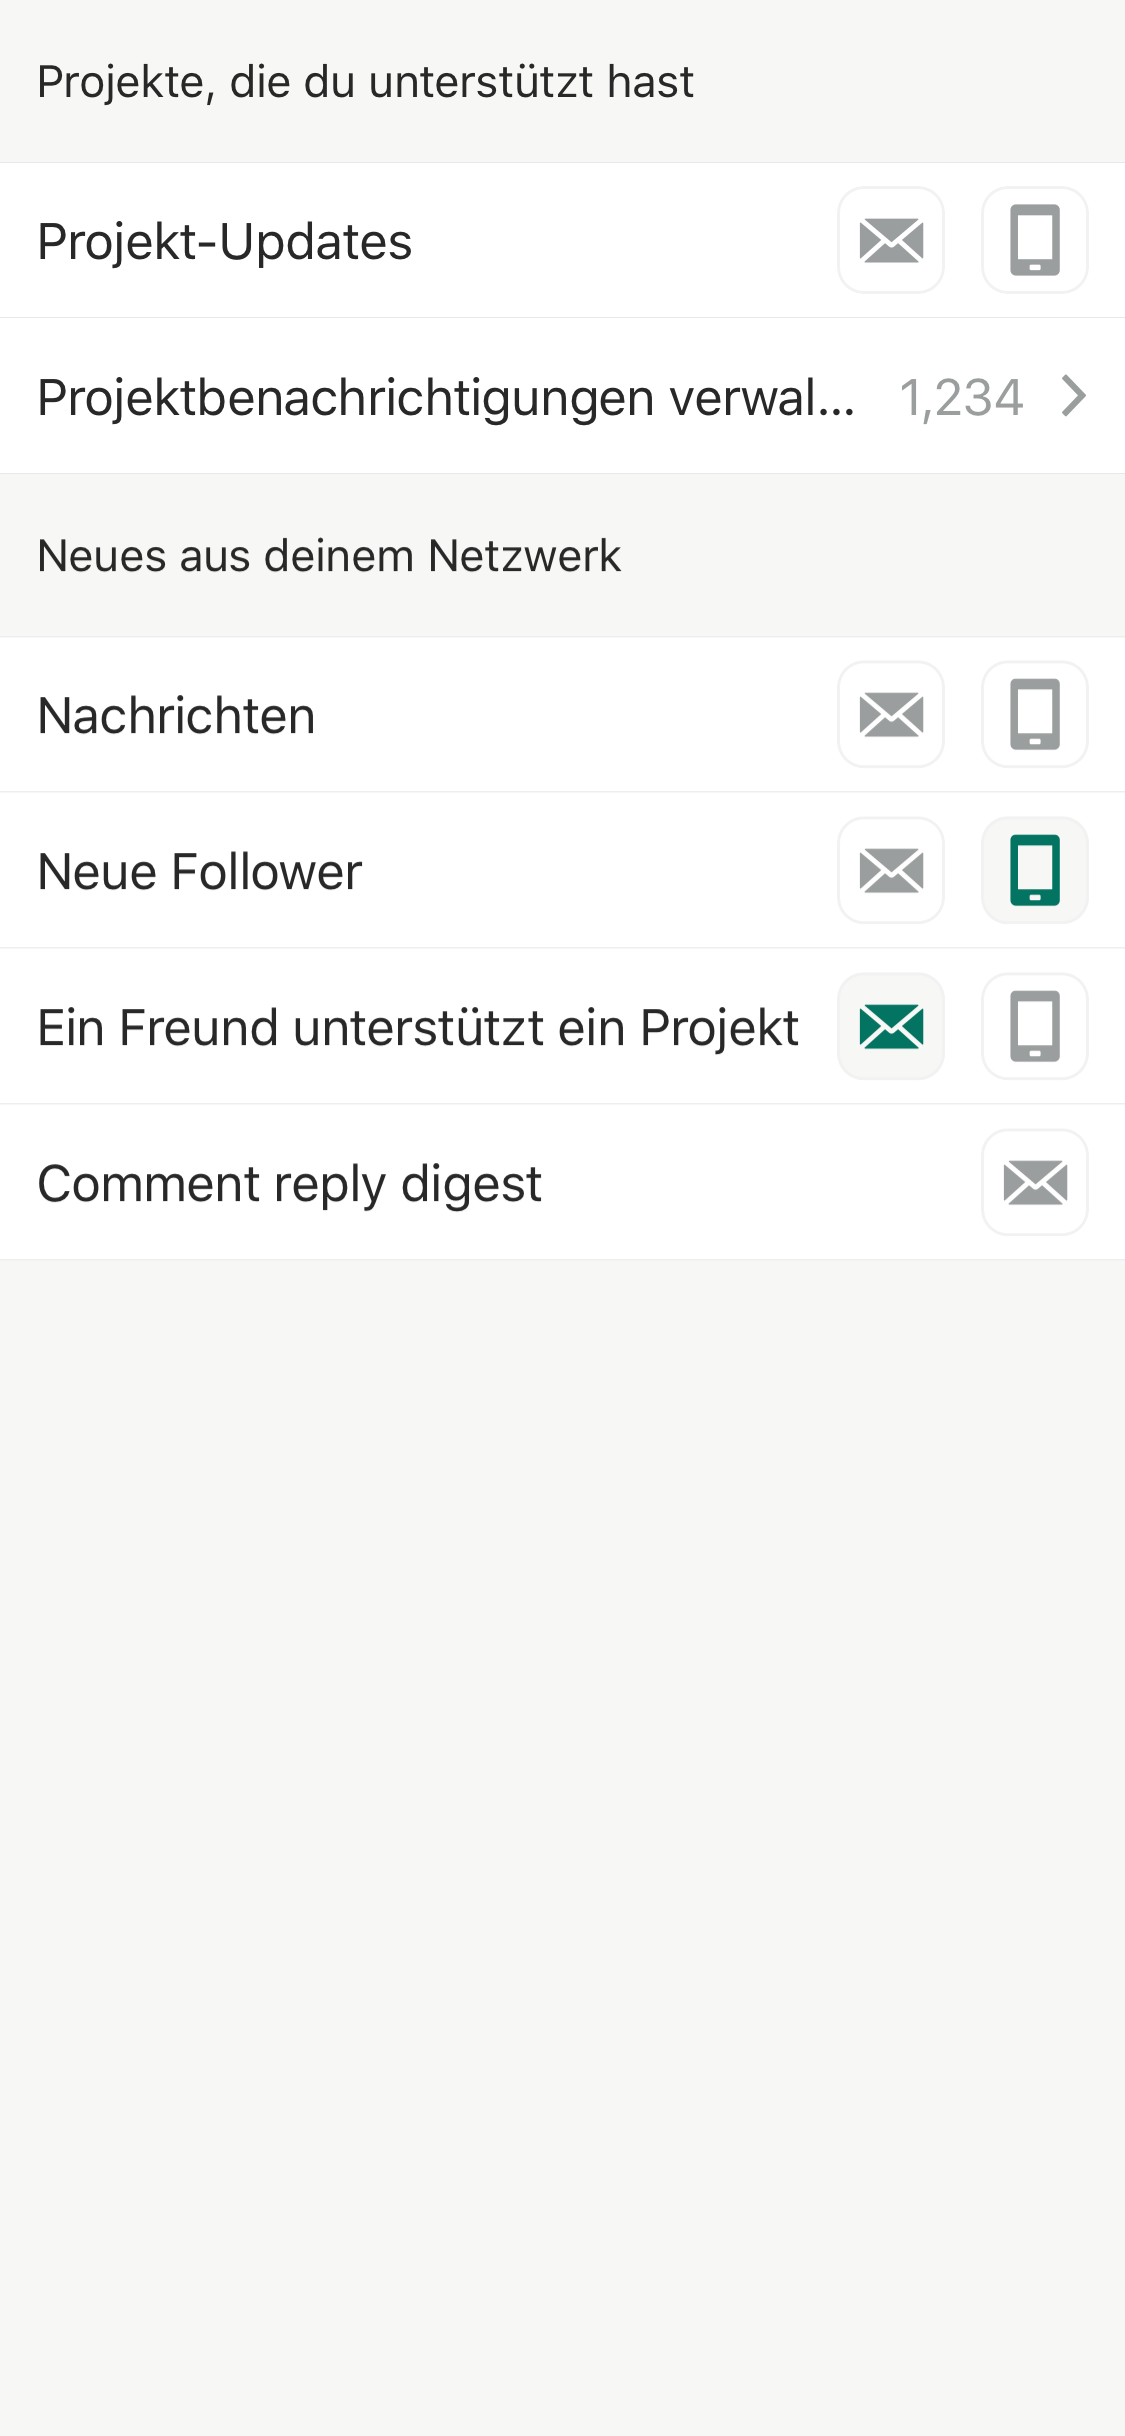 Projekte, die du unterstützt hast
Projekt-Updates
Projektbenachrichtigungen verwal... 1,234
Neues aus deinem Netzwerk
Nachrichten
Neue Follower
Ein Freund unterstützt ein Projekt
Comment reply digest